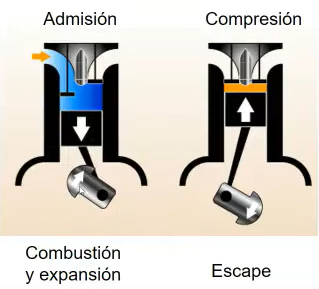 Admisión
Compresión
Combustión
y expansión
Escape